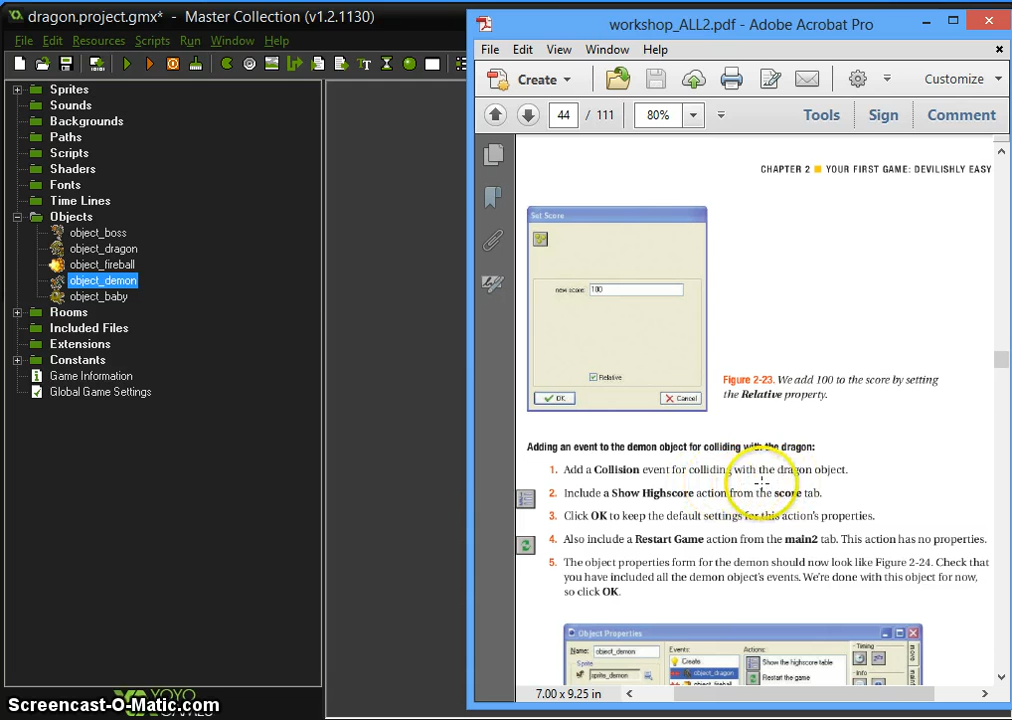 dragon.project.gmx* - Master Collection (v1.2.1130)
File Edit Resources Scripts Run Window Help
Sprites
Sounds
Backgrounds
Paths
Scripts
Shaders
Fonts
Time Lines
Objects
object_boss
object_dragon
object_fireball
object_demon
object_baby
Rooms
Included Files
Extensions
Constants
Game Information
Global Game Settings
YOYO
Screencast-O-Matic.com
workshop_ALL2.pdf - Adobe Acrobat Pro
File Edit View Window Help
Create
Customize
44 / 111 80% Tools Sign Comment
CHAPTER 2 YOUR FIRST GAME: DEVILISHLY EASY
Set Score
new score: 100
Relative
OK Cancel
Figure 2-23. We add 100 to the score by setting
the Relative property.
Adding an event to the demon object for colliding with the dragon:
1. Add a Collision event for colliding with the dragon object.
2. Include a Show Highscore action from the score tab.
3. Click OK to keep the default settings for this action's properties.
4. Also include a Restart Game action from the main2 tab. This action has no properties.
5. The object properties form for the demon should now look like Figure 2-24. Check that
you have included all the demon object's events. We're done with this object for now,
so click OK.
Object Properties
Name: object_demon
Events:
Actions:
Timing
Sprite
Create
Show the highscore table
sprite_demon
object_dragon
Restart the game
Info
object_fireball
7.00 x 9.25 in